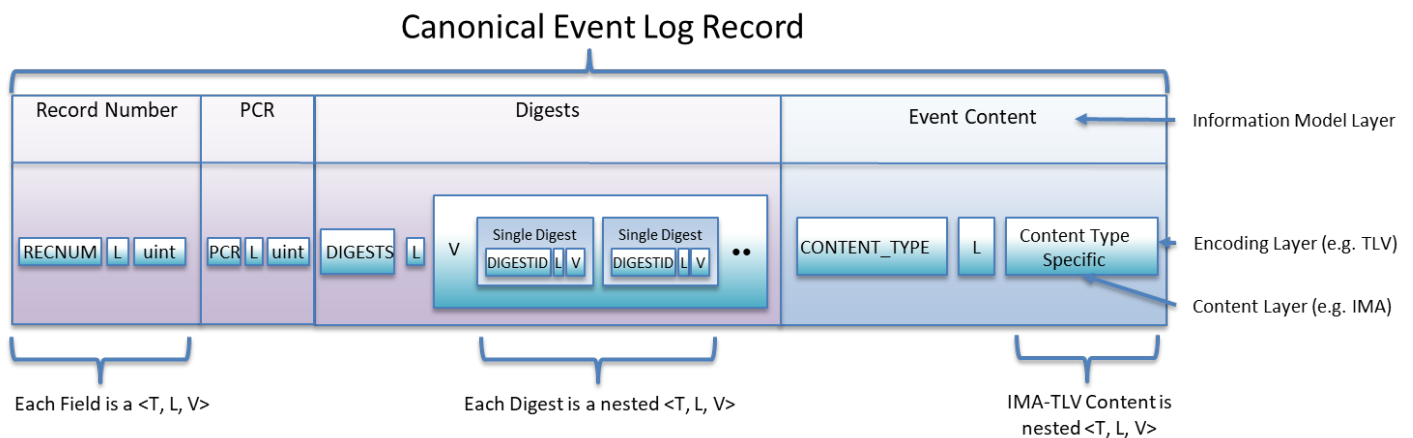 Canonical Event Log Record
Record Number PCR Digests Event Content
Information Model Layer
RECNUM L uint PCR L uint DIGESTS L V
Single Digest Single Digest
DIGESTID L V DIGESTID L V
CONTENT_TYPE L Content Type
Specific
Encoding Layer (e.g. TLV)
Content Layer (e.g. IMA)
Each Field is a <T, L, V>
Each Digest is a nested <T, L, V>
IMA-TLV Content is
nested <T, L, V>